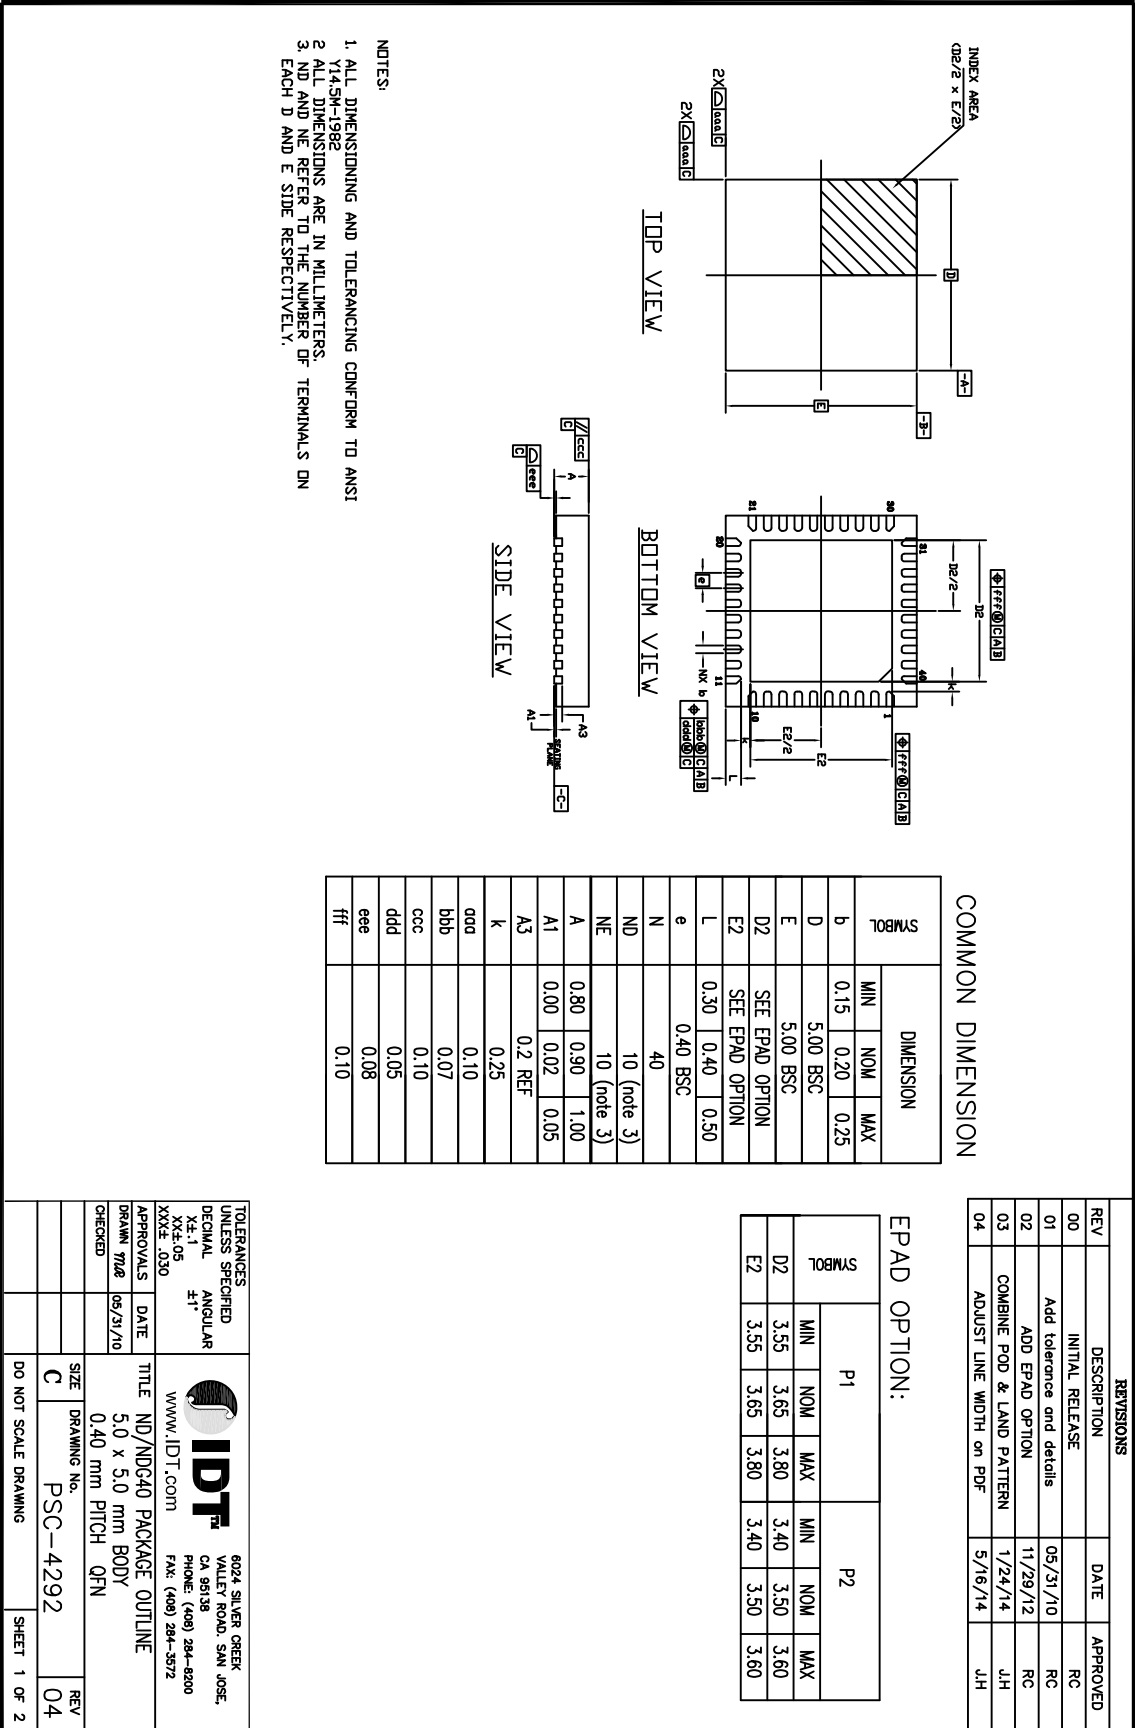 INDEX AREA
(D2/2 x E/2)
D
-A-
-B-
E
2X aaa C
2X aaa C
TOP VIEW
fff M C A B
D2
D2/2
k
30
31
40
1
21
20
11
10
fff M C A B
E2
E2/2
k
L
e
NX b
bbb M C A B
ddd M C
BOTTOM VIEW
// ccc C
A
eee C
A3
A1
SEATING
PLANE
-C-
SIDE VIEW
NOTES:
1. ALL DIMENSIONING AND TOLERANCING CONFORM TO ANSI
Y14.5M-1982
2 ALL DIMENSIONS ARE IN MILLIMETERS.
3. ND AND NE REFER TO THE NUMBER OF TERMINALS ON
EACH D AND E SIDE RESPECTIVELY.
COMMON DIMENSION
SYMBOL DIMENSION
MIN NOM MAX
b 0.15 0.20 0.25
D 5.00 BSC
E 5.00 BSC
D2 SEE EPAD OPTION
E2 SEE EPAD OPTION
L 0.30 0.40 0.50
e 0.40 BSC
N 40
ND 10 (note 3)
NE 10 (note 3)
A 0.80 0.90 1.00
A1 0.00 0.02 0.05
A3 0.2 REF
k 0.25
aaa 0.10
bbb 0.07
ccc 0.10
ddd 0.05
eee 0.08
fff 0.10
REVISIONS
REV DESCRIPTION DATE APPROVED
00 INITIAL RELEASE RC
01 Add tolerance and details 05/31/10 RC
02 ADD EPAD OPTION 11/29/12 RC
03 COMBINE POD & LAND PATTERN 1/24/14 J.H
04 ADJUST LINE WIDTH on PDF 5/16/14 J.H
EPAD OPTION:
SYMBOL P1 P2
MIN NOM MAX MIN NOM MAX
D2 3.55 3.65 3.80 3.40 3.50 3.60
E2 3.55 3.65 3.80 3.40 3.50 3.60
TOLERANCES
UNLESS SPECIFIED
DECIMAL ANGULAR
X±.1 ±1°
XX±.05
XXX±.030
APPROVALS DATE
DRAWN 05/31/10
CHECKED
IDT™
www.IDT.com
6024 SILVER CREEK
VALLEY ROAD. SAN JOSE,
CA 95138
PHONE: (408) 284-8200
FAX: (408) 284-3572
TITLE ND/NDG40 PACKAGE OUTLINE
5.0 x 5.0 mm BODY
0.40 mm PITCH QFN
SIZE DRAWING No. REV
C PSC-4292 04
DO NOT SCALE DRAWING SHEET 1 OF 2